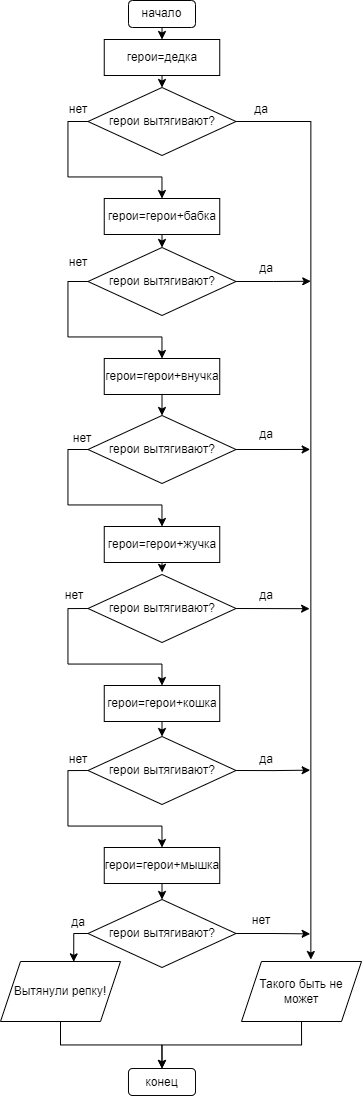 начало
герои=дедка
нет
да
герои вытягивают?
герои=герои+бабка
нет
да
герои вытягивают?
герои=герои+внучка
нет
да
герои вытягивают?
герои=герои+жучка
нет
да
герои вытягивают?
герои=герои+кошка
нет
да
герои вытягивают?
герои=герои+мышка
да
нет
герои вытягивают?
Вытянули репку!
Такого быть не
может
конец